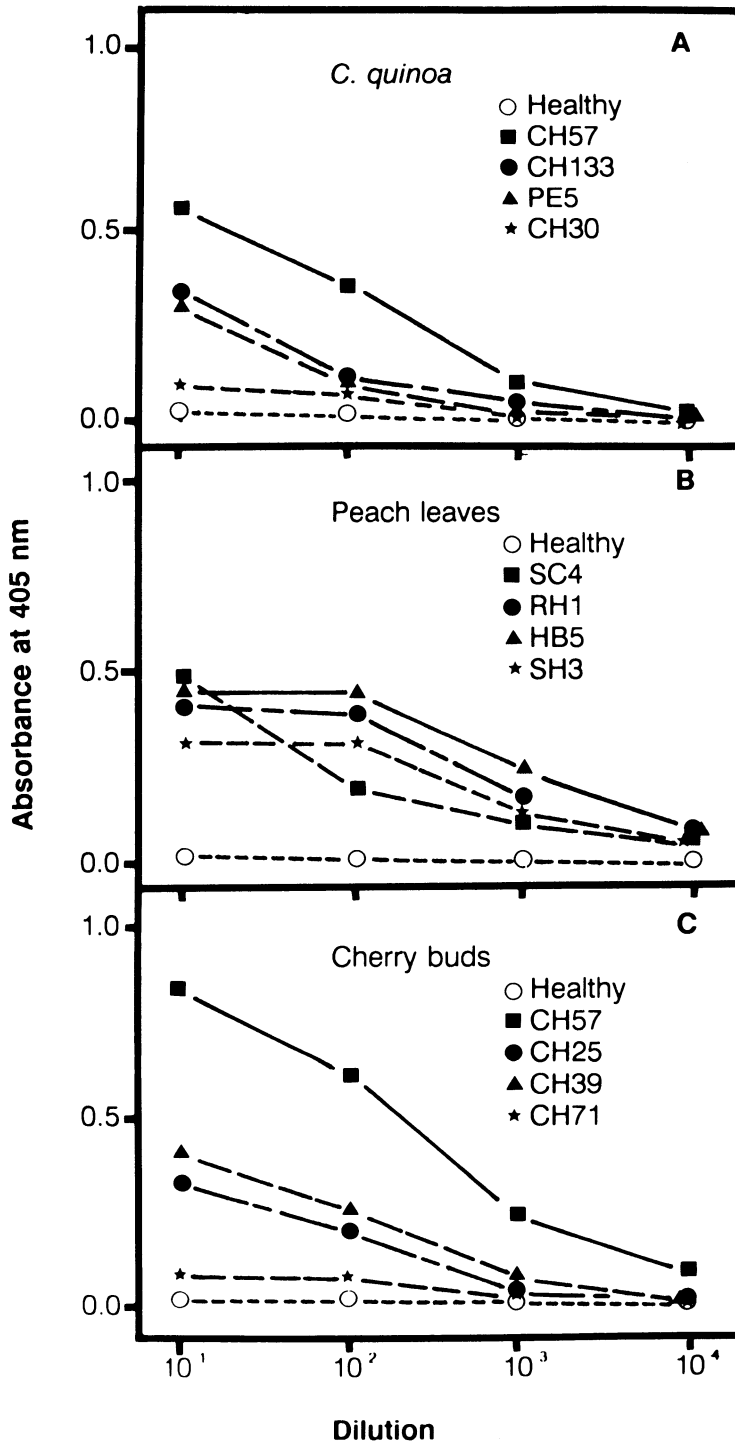 A
1.0
C. quinoa
Healthy
CH57
CH133
PE5
CH30
0.5
0.0
B
1.0
Peach leaves
Healthy
SC4
RH1
HB5
SH3
0.5
0.0
C
1.0
Cherry buds
Healthy
CH57
CH25
CH39
CH71
0.5
0.0
10¹ 10² 10³ 10⁴
Dilution
Absorbance at 405 nm